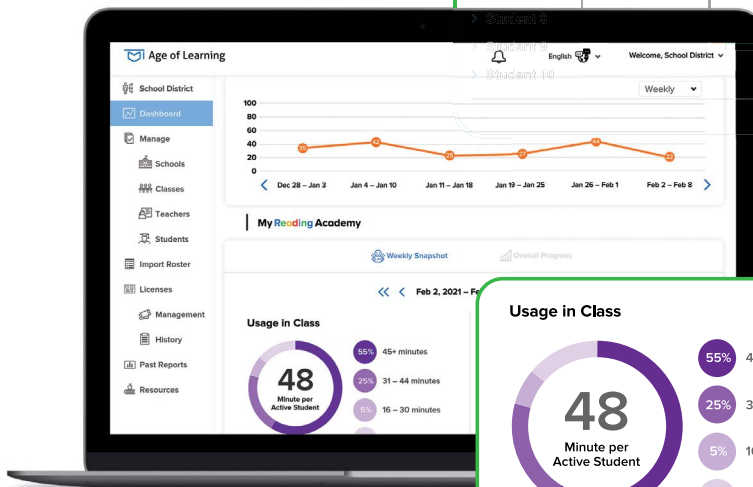 Student 8
Student 9
Student 10
Age of Learning
English
Welcome, School District
School District
Dashboard
Manage
Schools
Classes
Teachers
Students
Import Roster
Licenses
Management
History
Past Reports
Resources
Weekly
100
80
60
40
20
0
42
27
44
22
Dec 28 – Jan 3
Jan 4 – Jan 10
Jan 11 – Jan 18
Jan 19 – Jan 25
Jan 26 – Feb 1
Feb 2 – Feb 8
My Reading Academy
Weekly Snapshot
Overall Progress
Feb 2, 2021 – Fe
Usage in Class
48
Minute per
Active Student
55% 45+ minutes
25% 31 – 44 minutes
5% 16 – 30 minutes
Usage in Class
48
Minute per
Active Student
55% 4
25% 3
5% 16